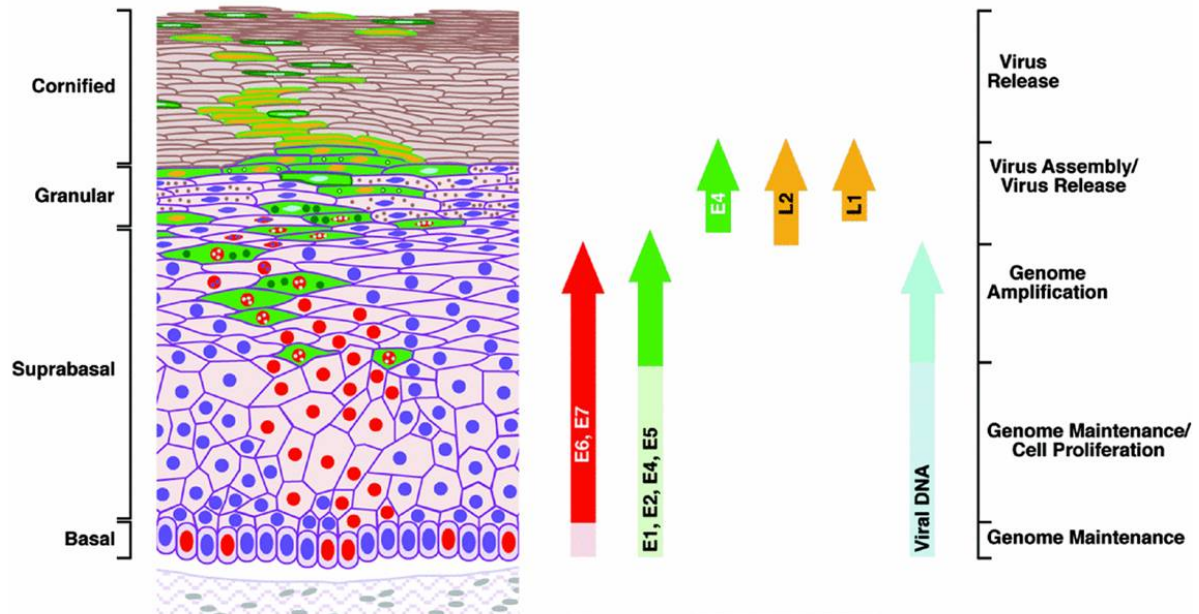 Cornified
Granular
Suprabasal
Basal
E6, E7
E1, E2, E4, E5
E4
L2
L1
Viral DNA
Virus
Release
Virus Assembly/
Virus Release
Genome
Amplification
Genome Maintenance/
Cell Proliferation
Genome Maintenance